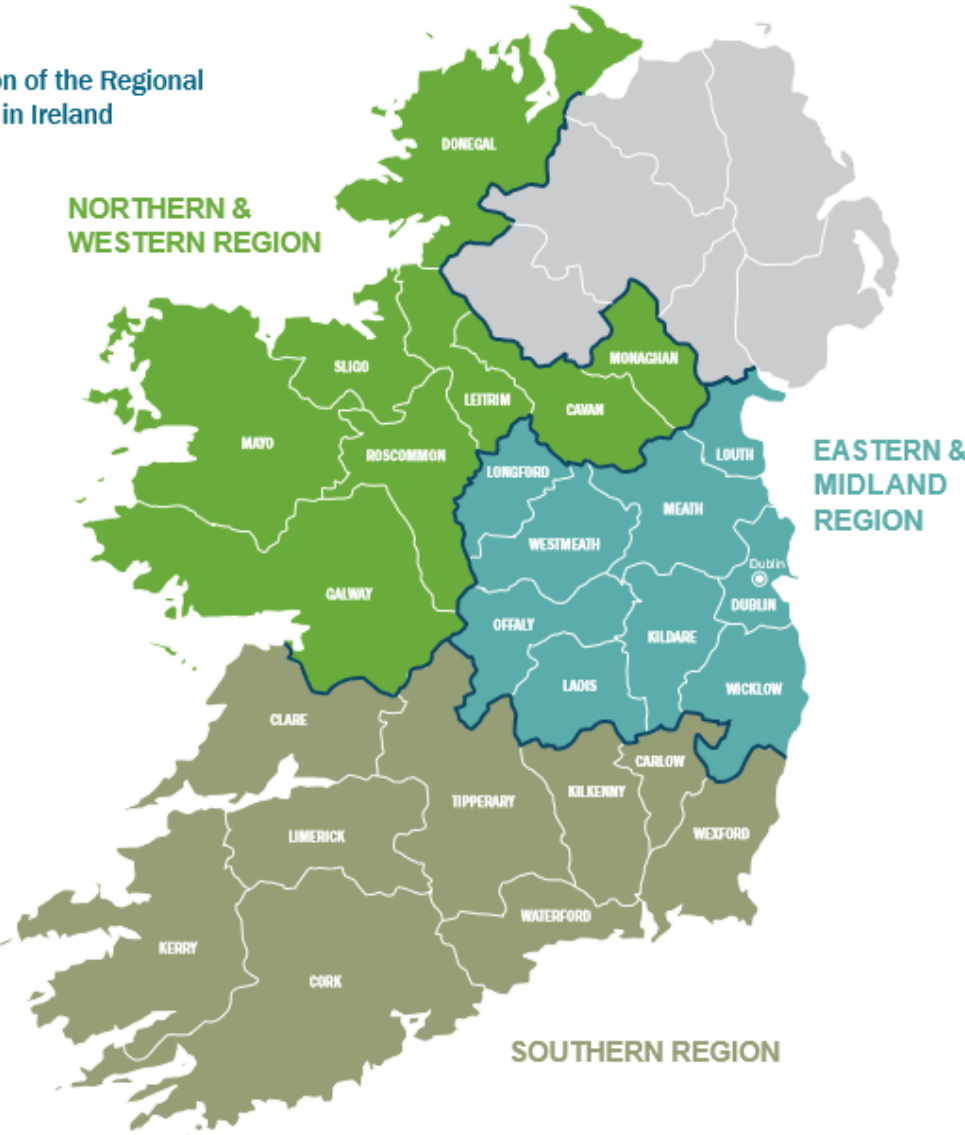 on of the Regional
in Ireland
DONEGAL
NORTHERN &
WESTERN REGION
MONAGHAN
SLIGO
LEITRIM
CAVAN
MAYO
ROSCOMMON
LOUTH
EASTERN &
MIDLAND
REGION
LONGFORD
MEATH
WESTMEATH
Dublin
GALWAY
DUBLIN
OFFALY
KILDARE
LAOIS
WICKLOW
CLARE
CARLOW
KILKENNY
TIPPERARY
LIMERICK
WEXFORD
WATERFORD
KERRY
CORK
SOUTHERN REGION